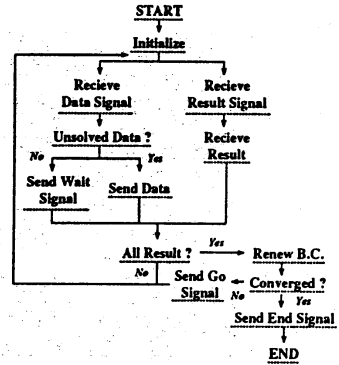 START
Initialize
Recieve
Data Signal
Recieve
Result Signal
Unsolved Data ?
Recieve
Result
No
Yes
Send Wait
Signal
Send Data
All Result ?
Yes
Renew B.C.
No
Send Go
Signal
No
Converged ?
Yes
Send End Signal
END